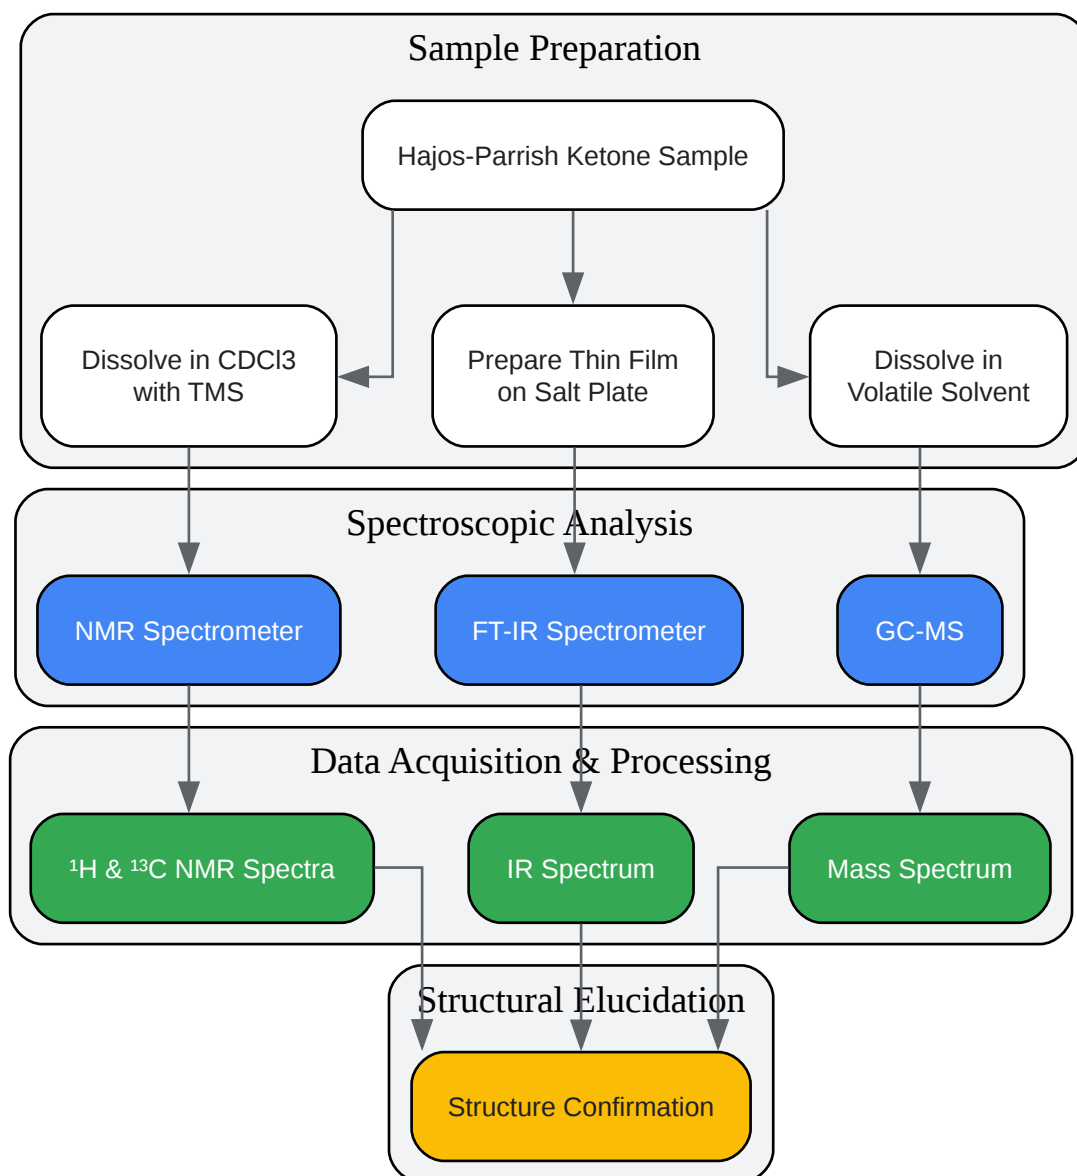 Sample Preparation
Hajos-Parrish Ketone Sample
Dissolve in CDCl3
with TMS
Prepare Thin Film
on Salt Plate
Dissolve in
Volatile Solvent
Spectroscopic Analysis
NMR Spectrometer
FT-IR Spectrometer
GC-MS
Data Acquisition & Processing
¹H & ¹³C NMR Spectra
IR Spectrum
Mass Spectrum
Structural Elucidation
Structure Confirmation